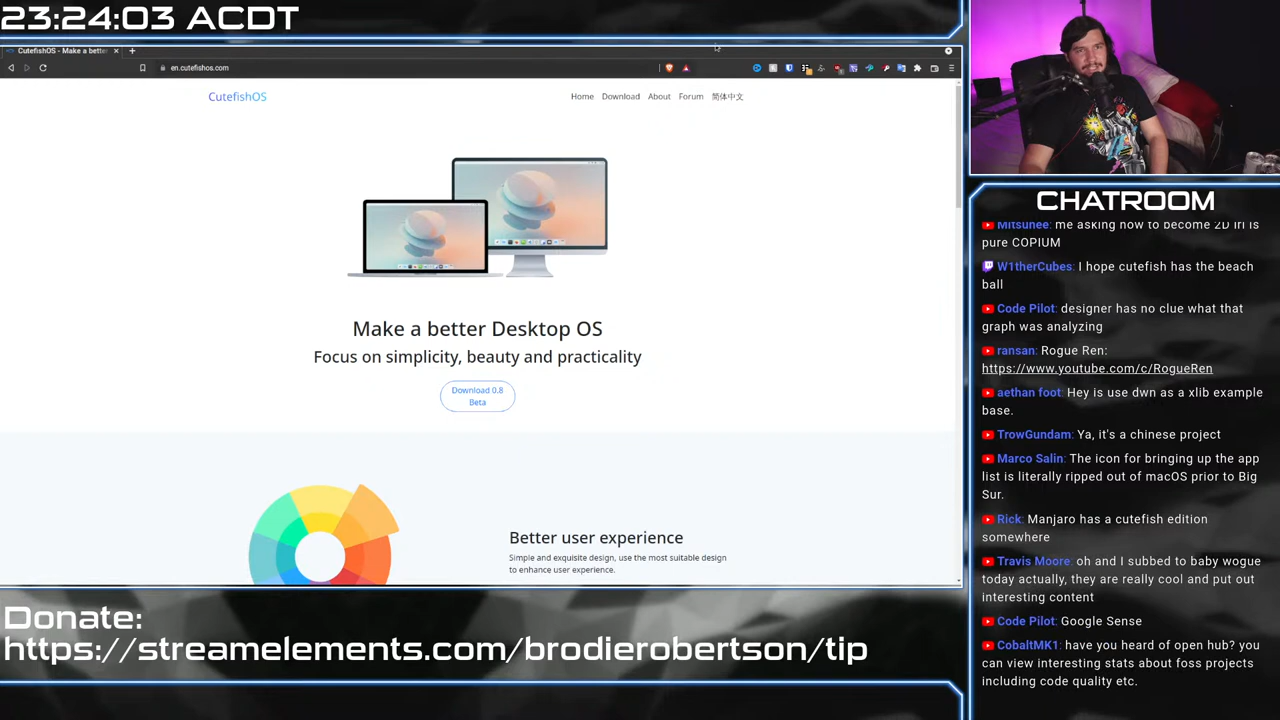 23:24:03 ACDT
CutefishOS - Make a better
en.cutefishos.com
CutefishOS
Home Download About Forum 简体中文
Make a better Desktop OS
Focus on simplicity, beauty and practicality
Download 0.8
Beta
Better user experience
Simple and exquisite design, use the most suitable design
to enhance user experience.
Donate:
https://streamelements.com/brodierobertson/tip
CHATROOM
Mitsunee: me asking how to become 2D irl is
pure COPIUM
W1therCubes: I hope cutefish has the beach
ball
Code Pilot: designer has no clue what that
graph was analyzing
ransan: Rogue Ren:
https://www.youtube.com/c/RogueRen
aethan foot: Hey is use dwn as a xlib example
base.
TrowGundam: Ya, it's a chinese project
Marco Salin: The icon for bringing up the app
list is literally ripped out of macOS prior to Big
Sur.
Rick: Manjaro has a cutefish edition
somewhere
Travis Moore: oh and I subbed to baby wogue
today actually, they are really cool and put out
interesting content
Code Pilot: Google Sense
CobaltMK1: have you heard of open hub? you
can view interesting stats about foss projects
including code quality etc.